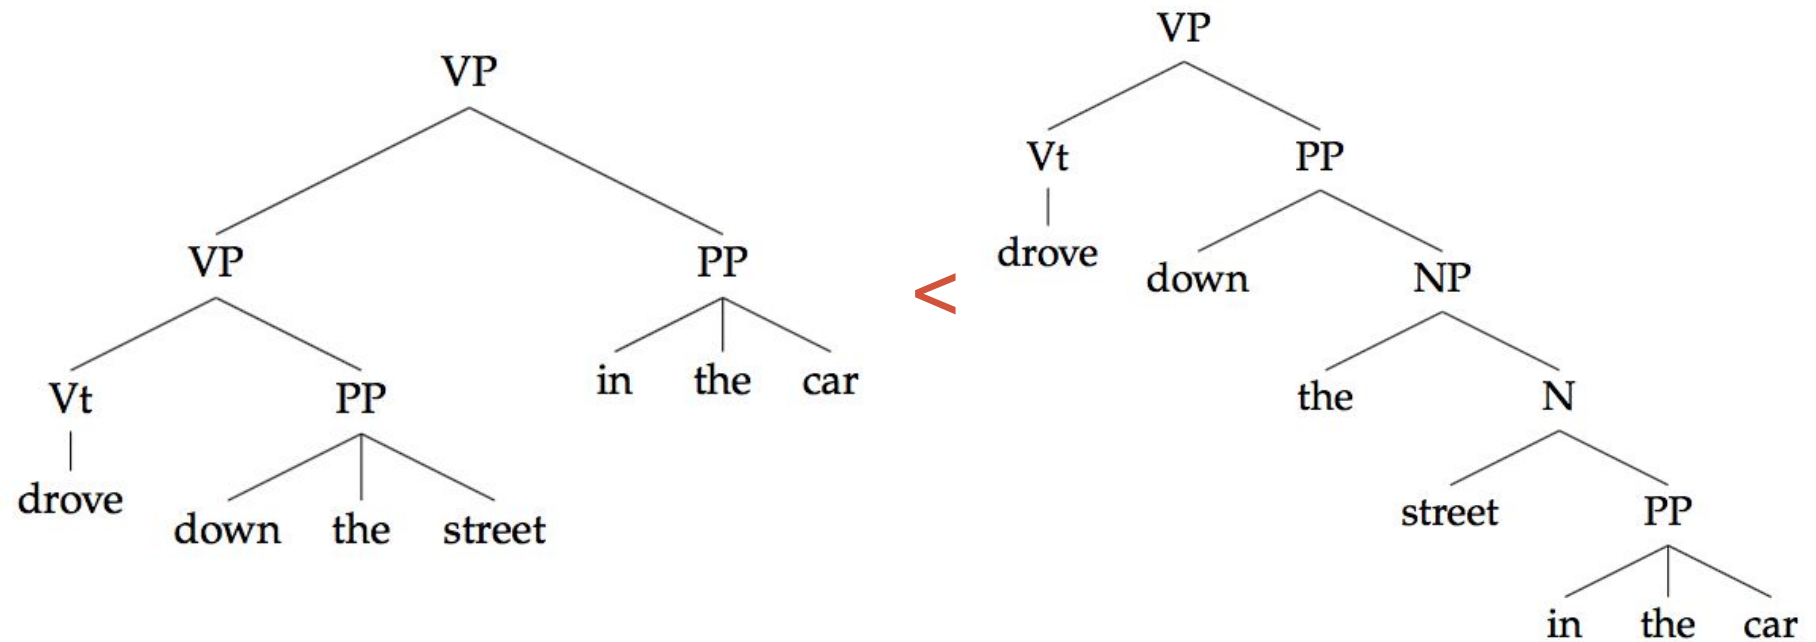 VP
VP PP
Vt PP in the car
drove down the street
<
VP
Vt PP
drove down NP
the N
street PP
in the car